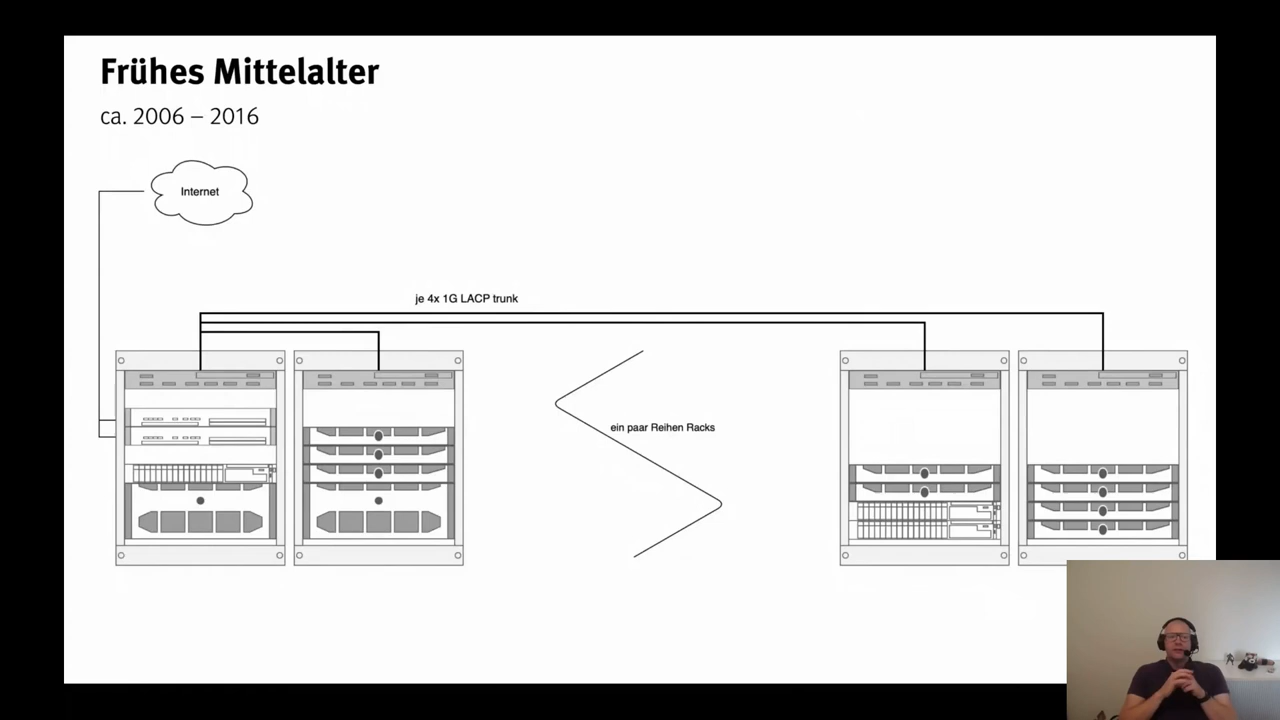 Frühes Mittelalter
ca. 2006 – 2016
Internet
je 4x 1G LACP trunk
ein paar Reihen Racks